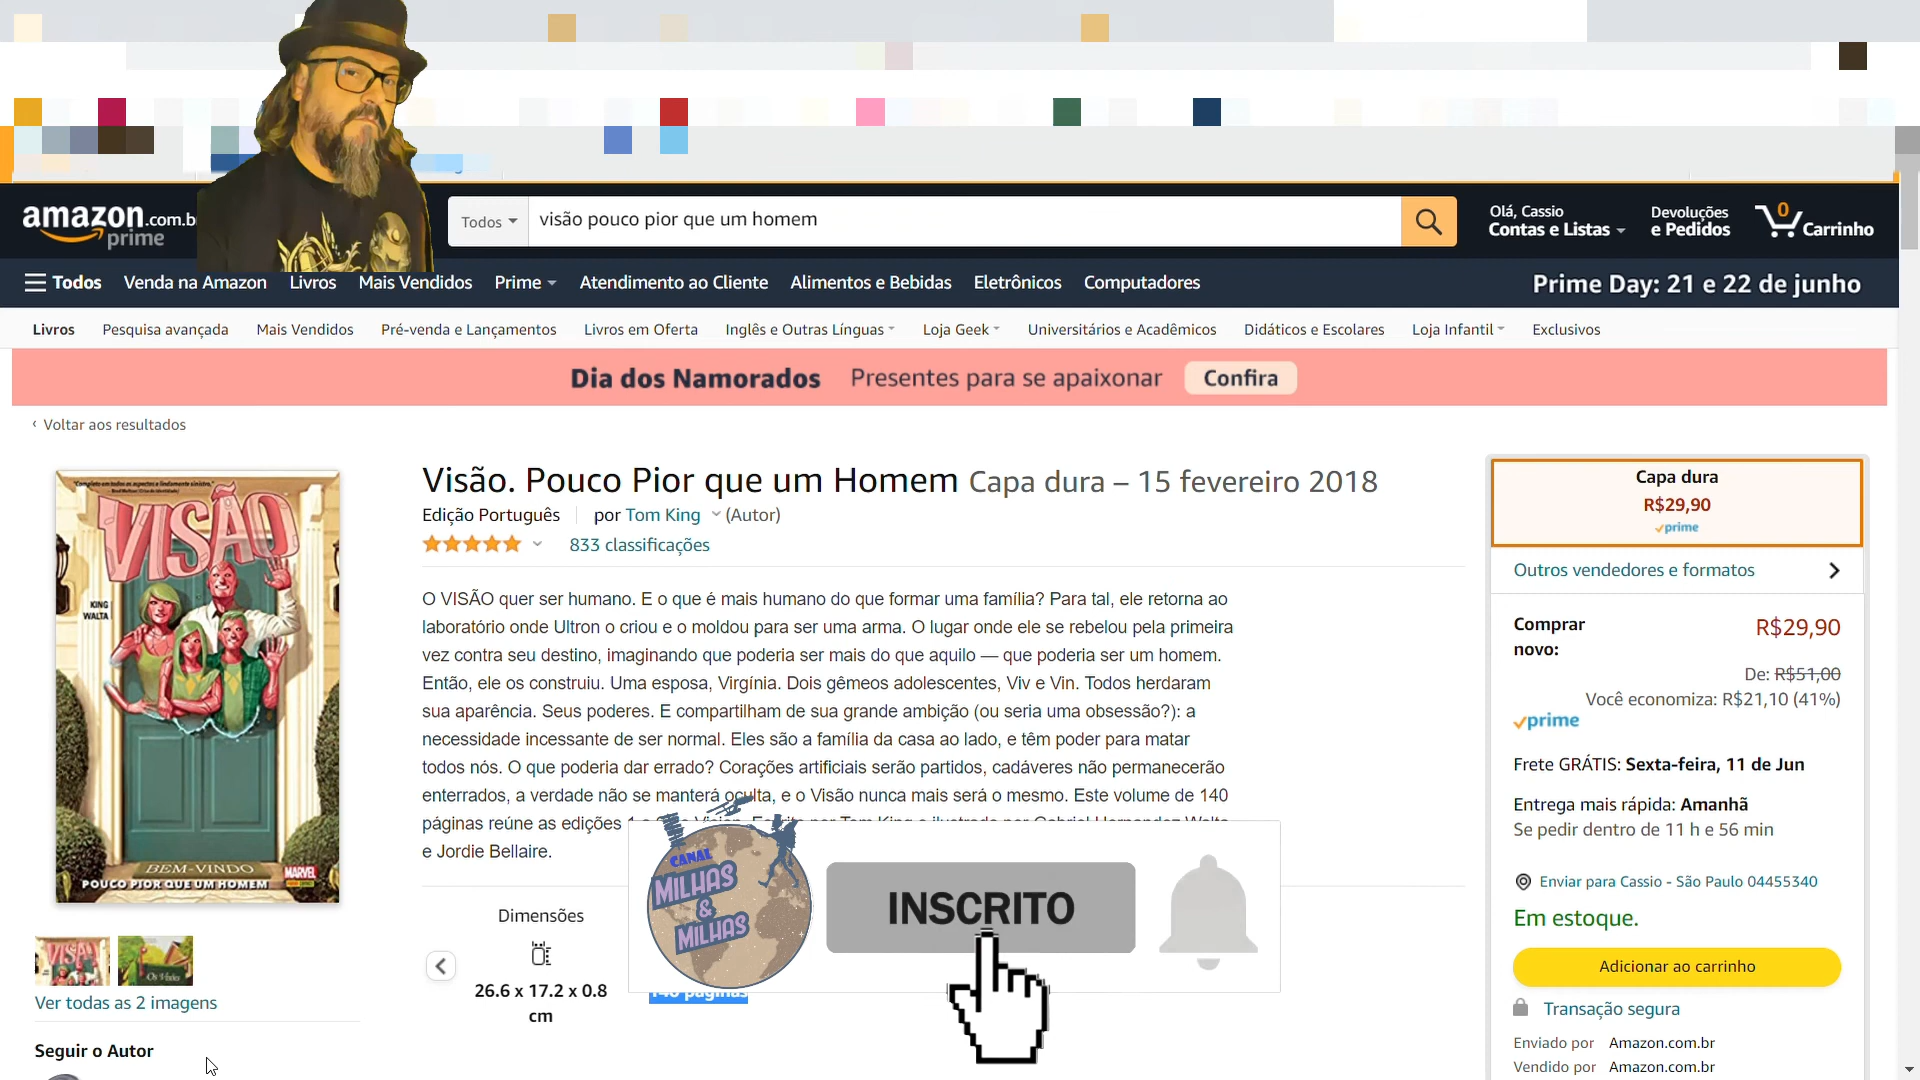 amazon.com.b
prime
Todos
visão pouco pior que um homem
Olá, Cassio
Contas e Listas
Devoluções
e Pedidos
0
Carrinho
Todos
Venda na Amazon
Livros
Mais Vendidos
Prime
Atendimento ao Cliente
Alimentos e Bebidas
Eletrônicos
Computadores
Prime Day: 21 e 22 de junho
Livros
Pesquisa avançada
Mais Vendidos
Pré-venda e Lançamentos
Livros em Oferta
Inglês e Outras Línguas
Loja Geek
Universitários e Acadêmicos
Didáticos e Escolares
Loja Infantil
Exclusivos
Dia dos Namorados
Presentes para se apaixonar
Confira
‹ Voltar aos resultados
VISÃO
KING
WALTA
BEM-VINDO
POUCO PIOR QUE UM HOMEM
MARVEL
Ver todas as 2 imagens
Seguir o Autor
Visão. Pouco Pior que um Homem Capa dura – 15 fevereiro 2018
Edição Português
por Tom King (Autor)
833 classificações
O VISÃO quer ser humano. E o que é mais humano do que formar uma família? Para tal, ele retorna ao
laboratório onde Ultron o criou e o moldou para ser uma arma. O lugar onde ele se rebelou pela primeira
vez contra seu destino, imaginando que poderia ser mais do que aquilo — que poderia ser um homem.
Então, ele os construiu. Uma esposa, Virgínia. Dois gêmeos adolescentes, Viv e Vin. Todos herdaram
sua aparência. Seus poderes. E compartilham de sua grande ambição (ou seria uma obsessão?): a
necessidade incessante de ser normal. Eles são a família da casa ao lado, e têm poder para matar
todos nós. O que poderia dar errado? Corações artificiais serão partidos, cadáveres não permanecerão
enterrados, a verdade não se manterá oculta, e o Visão nunca mais será o mesmo. Este volume de 140
páginas reúne as edições
e Jordie Bellaire.
Dimensões
26.6 x 17.2 x 0.8
cm
140 páginas
CANAL
MILHAS
&
MILHAS
INSCRITO
Capa dura
R$29,90
prime
Outros vendedores e formatos
Comprar
novo:
R$29,90
De: R$51,00
Você economiza: R$21,10 (41%)
prime
Frete GRÁTIS: Sexta-feira, 11 de Jun
Entrega mais rápida: Amanhã
Se pedir dentro de 11 h e 56 min
Enviar para Cassio - São Paulo 04455340
Em estoque.
Adicionar ao carrinho
Transação segura
Enviado por Amazon.com.br
Vendido por Amazon.com.br